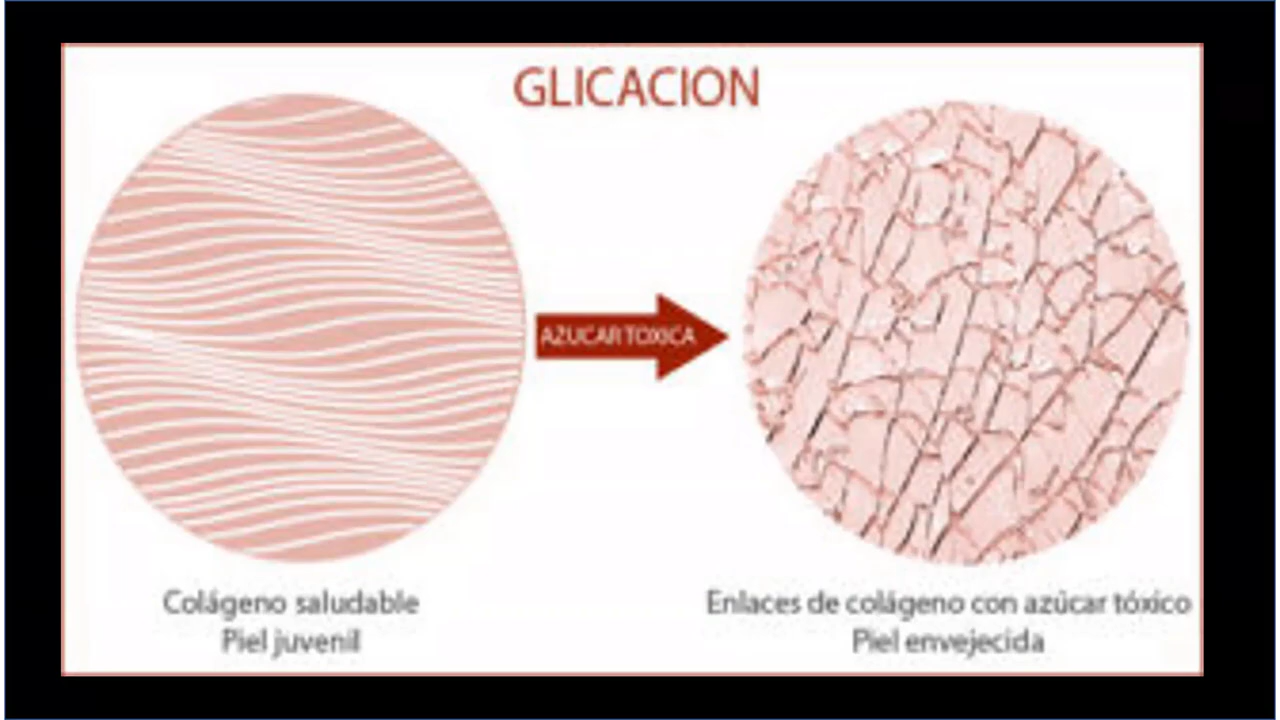 GLICACION
AZUCAR TOXICA
Colágeno saludable
Piel juvenil
Enlaces de colágeno con azúcar tóxico
Piel envejecida